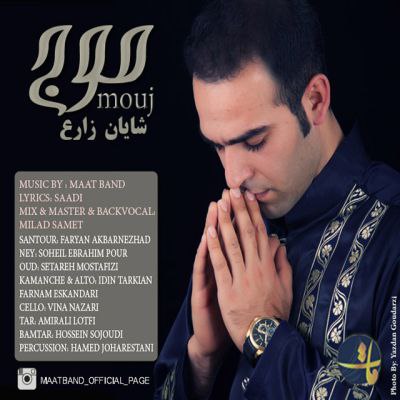 موج
mouj
شایان زارع
MUSIC BY : MAAT BAND
LYRICS: SAADI
MIX & MASTER & BACKVOCAL:
MILAD SAMET
SANTOUR: FARYAN AKBARNEZHAD
NEY: SOHEIL EBRAHIM POUR
OUD: SETAREH MOSTAFIZI
KAMANCHE & ALTO: IDIN TARKIAN
FARNAM ESKANDARI
CELLO: VINA NAZARI
TAR: AMIRALI LOTFI
BAMTAR: HOSSEIN SOJOUDI
PERCUSSION: HAMED JOHARESTANI
MAATBAND_OFFICIAL_PAGE
Photo By: Yazdan Goudarzi